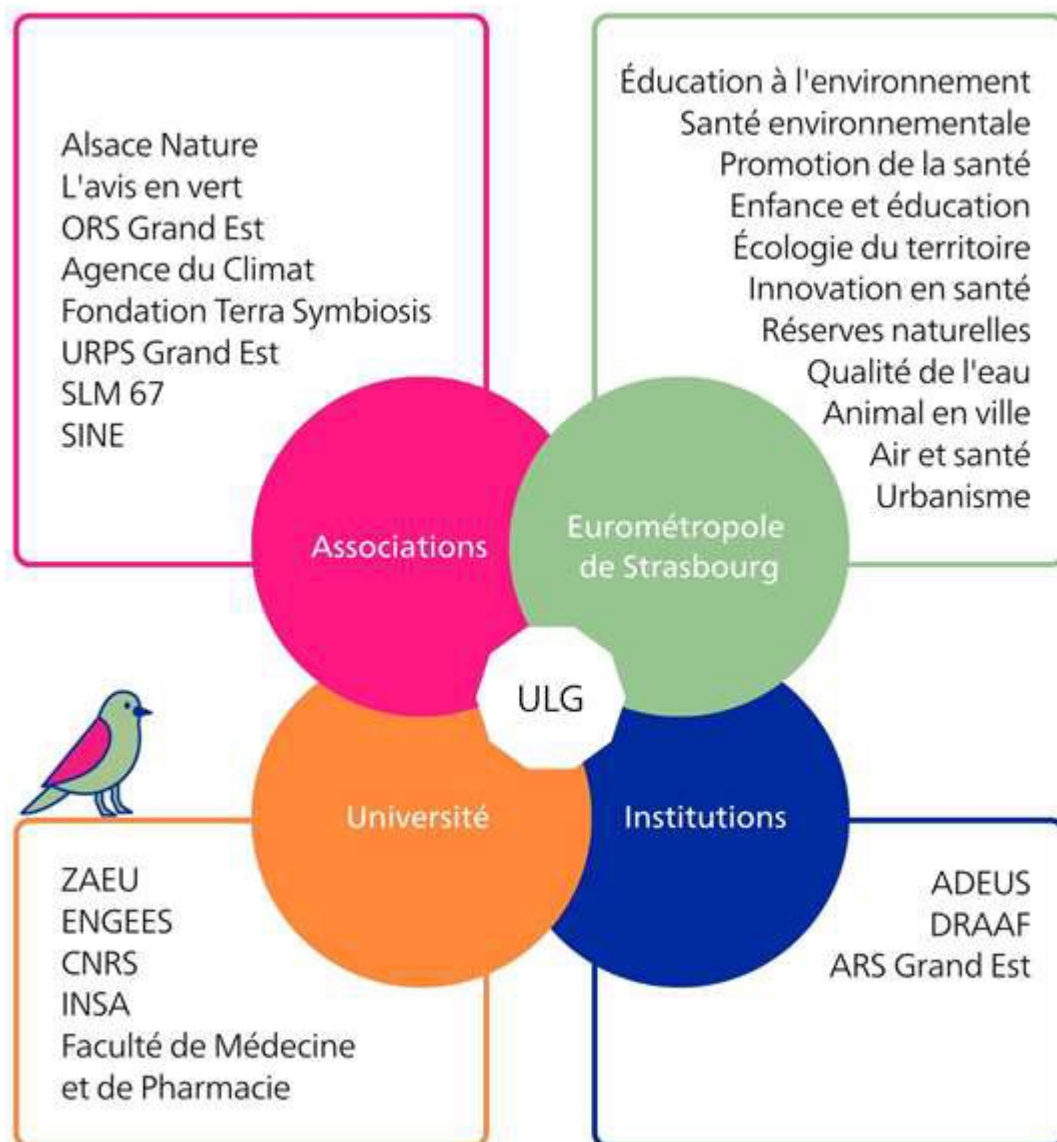 Alsace Nature
L'avis en vert
ORS Grand Est
Agence du Climat
Fondation Terra Symbiosis
URPS Grand Est
SLM 67
SINE
Associations
Éducation à l'environnement
Santé environnementale
Promotion de la santé
Enfance et éducation
Écologie du territoire
Innovation en santé
Réserves naturelles
Qualité de l'eau
Animal en ville
Air et santé
Urbanisme
Eurométropole
de Strasbourg
ULG
Université
ZAEU
ENGEES
CNRS
INSA
Faculté de Médecine
et de Pharmacie
Institutions
ADEUS
DRAAF
ARS Grand Est